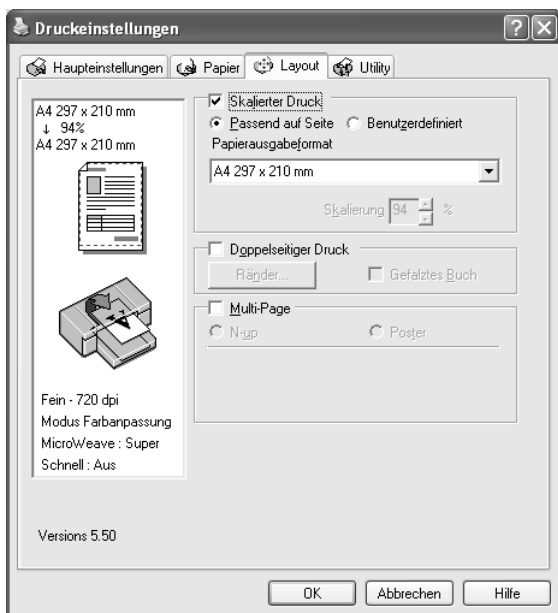 Druckeinstellungen
Haupteinstellungen
Papier
Layout
Utility
A4 297 x 210 mm
↓ 94%
A4 297 x 210 mm
Fein - 720 dpi
Modus Farbanpassung
MicroWeave : Super
Schnell : Aus
Versions 5.50
Skalierter Druck
Passend auf Seite Benutzerdefiniert
Papierausgabeformat
A4 297 x 210 mm
Skalierung 94 %
Doppelseitiger Druck
Ränder... Gefalztes Buch
Multi-Page
N-up Poster
OK Abbrechen Hilfe